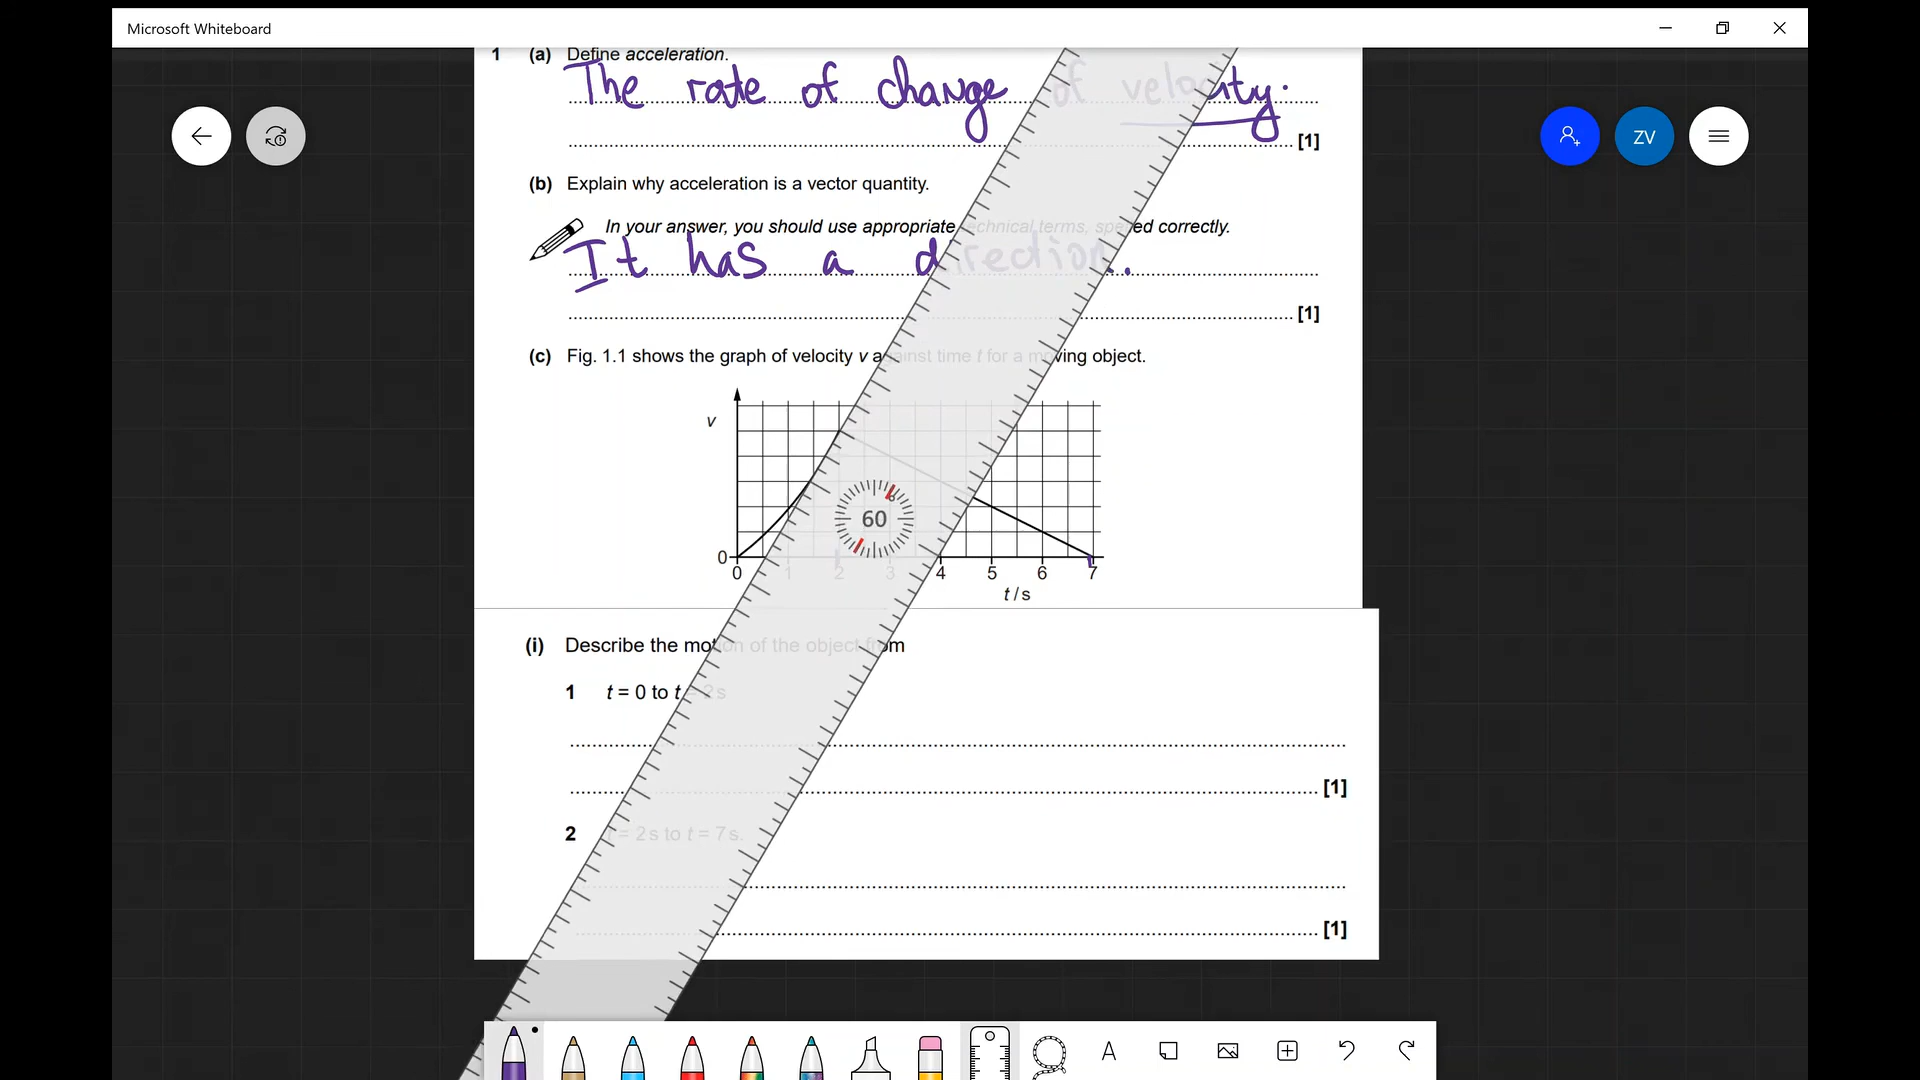 Microsoft Whiteboard
1 (a) Define acceleration.
The rate of change of velocity.
[1]
(b) Explain why acceleration is a vector quantity.
In your answer, you should use appropriate technical terms, spelled correctly.
It has a direction.
[1]
(c) Fig. 1.1 shows the graph of velocity v against time t for a moving object.
v
0
0 1 2 3 4 5 6 7
t / s
60
ZV
(i) Describe the motion of the object from
1 t = 0 to t = 2 s
[1]
2 t = 2 s to t = 7 s.
[1]
A